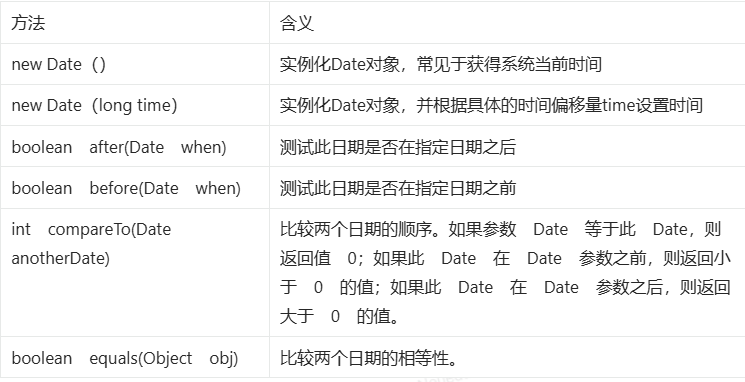 方法 含义
new Date（） 实例化Date对象，常见于获得系统当前时间
new Date（long time） 实例化Date对象，并根据具体的时间偏移量time设置时间
boolean after(Date when) 测试此日期是否在指定日期之后
boolean before(Date when) 测试此日期是否在指定日期之前
int compareTo(Date
anotherDate)
比较两个日期的顺序。如果参数 Date 等于此 Date，则
返回值 0；如果此 Date 在 Date 参数之前，则返回小
于 0 的值；如果此 Date 在 Date 参数之后，则返回
大于 0 的值。
boolean equals(Object obj) 比较两个日期的相等性。